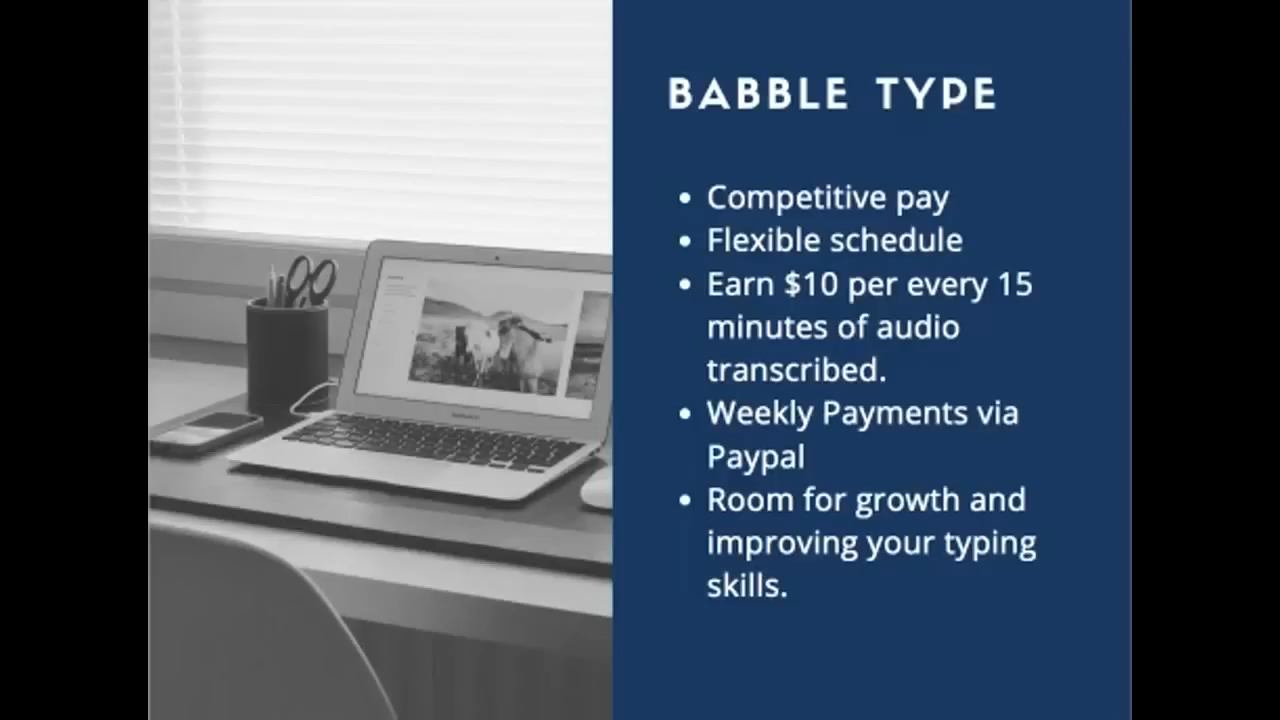 BABBLE TYPE
• Competitive pay
• Flexible schedule
• Earn $10 per every 15
minutes of audio
transcribed.
• Weekly Payments via
Paypal
• Room for growth and
improving your typing
skills.